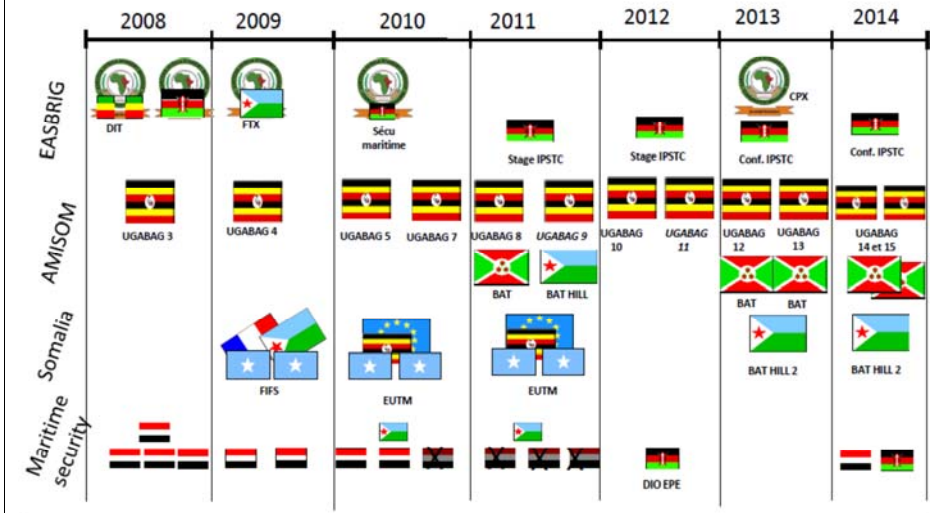 2008 2009 2010 2011 2012 2013 2014
EASBRIG
DIT
FTX
Sécu
maritime
Stage IPSTC
Stage IPSTC
CPX
Conf. IPSTC
Conf. IPSTC
AMISOM
UGABAG 3
UGABAG 4
UGABAG 5
UGABAG 7
UGABAG 8
UGABAG 9
UGABAG
10
UGABAG
11
UGABAG
12
UGABAG
13
UGABAG
14 et 15
BAT
BAT HILL
BAT
BAT
Somalia
FIFS
EUTM
EUTM
BAT HILL 2
BAT HILL 2
Maritime
security
DIO EPE